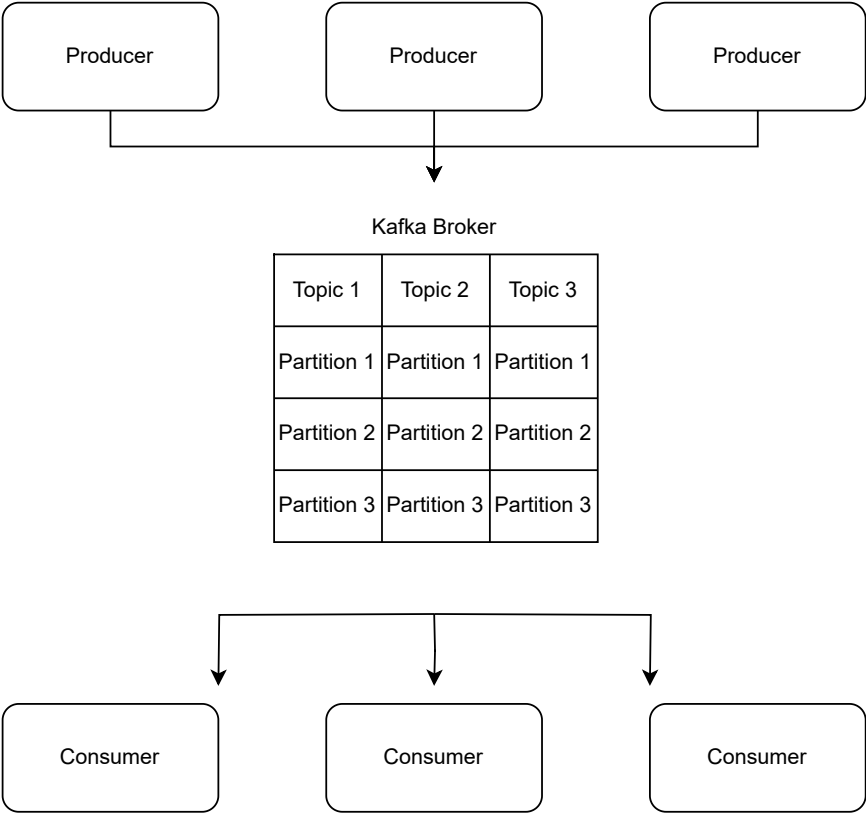 Producer
Producer
Producer
Kafka Broker
Topic 1
Topic 2
Topic 3
Partition 1
Partition 1
Partition 1
Partition 2
Partition 2
Partition 2
Partition 3
Partition 3
Partition 3
Consumer
Consumer
Consumer